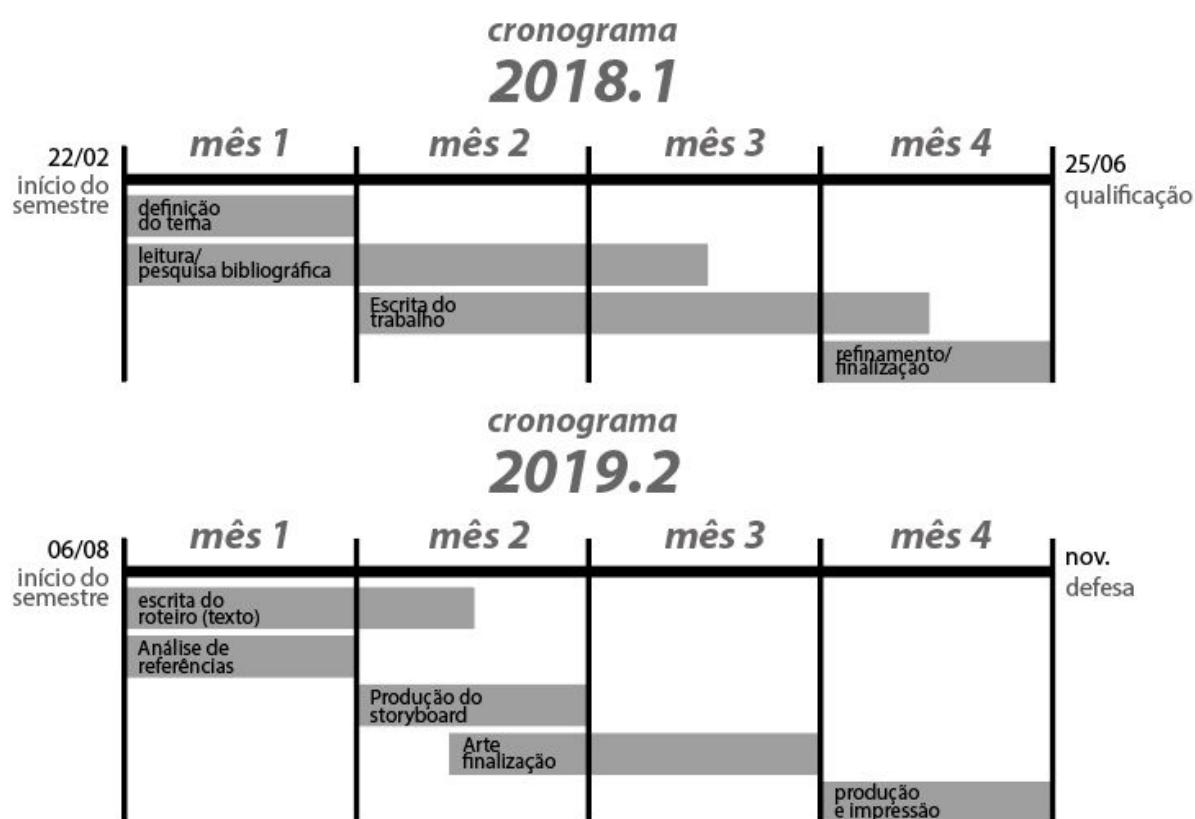 cronograma
2018.1
mês 1 mês 2 mês 3 mês 4
22/02
início do
semestre
25/06
qualificação
definição
do tema
leitura/
pesquisa bibliográfica
Escrita do
trabalho
refinamento/
finalização
cronograma
2019.2
mês 1 mês 2 mês 3 mês 4
06/08
início do
semestre
nov.
defesa
escrita do
roteiro (texto)
Análise de
referências
Produção do
storyboard
Arte
finalização
produção
e impressão